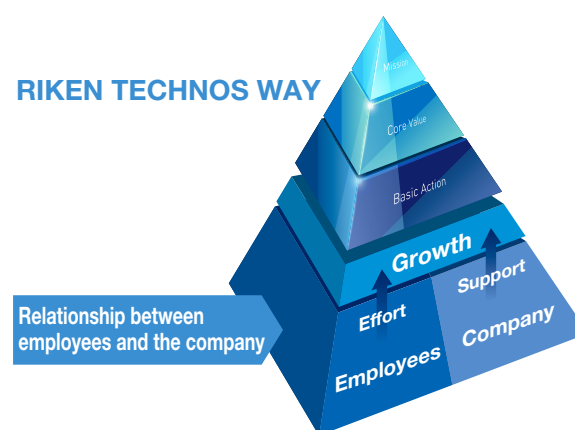 Mission
RIKEN TECHNOS WAY
Core Value
Basic Action
Growth
Support
Effort
Relationship between
employees and the company
Company
Employees